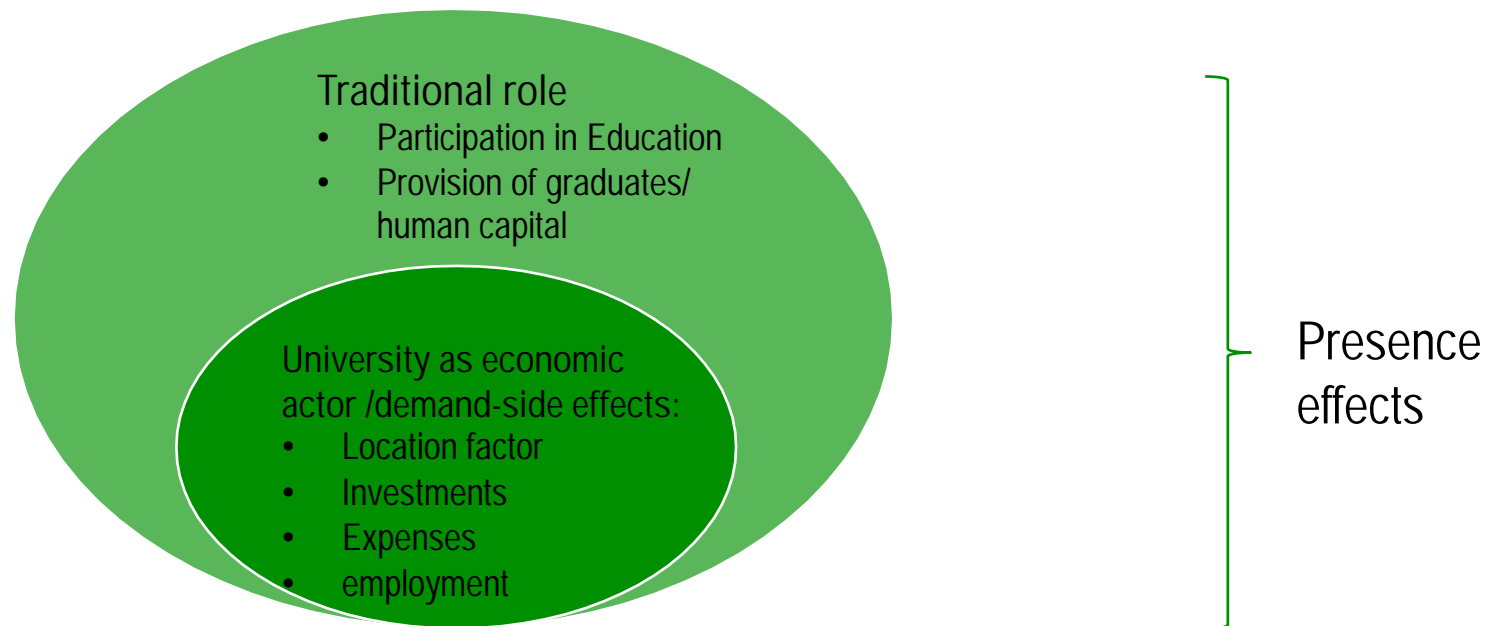 Traditional role
• Participation in Education
• Provision of graduates/
human capital
University as economic
actor /demand-side effects:
• Location factor
• Investments
• Expenses
• employment
Presence
effects